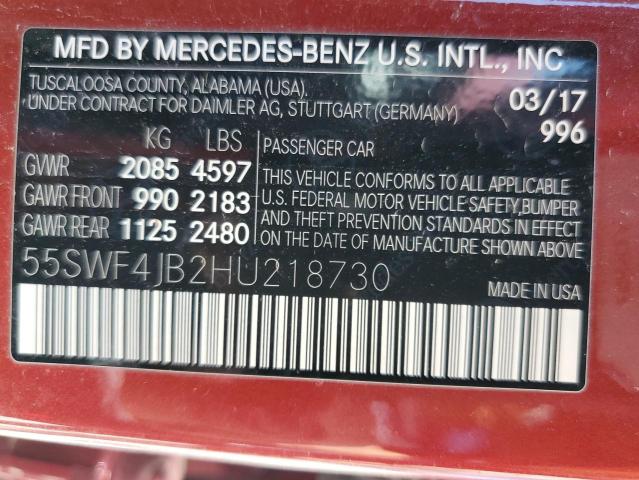 MFD BY MERCEDES-BENZ U.S. INTL., INC
TUSCALOOSA COUNTY, ALABAMA (USA).
UNDER CONTRACT FOR DAIMLER AG, STUTTGART (GERMANY)
03/17
996
KG LBS
GVWR 2085 4597
GAWR FRONT 990 2183
GAWR REAR 1125 2480
PASSENGER CAR
THIS VEHICLE CONFORMS TO ALL APPLICABLE
U.S. FEDERAL MOTOR VEHICLE SAFETY,BUMPER
AND THEFT PREVENTION STANDARDS IN EFFECT
ON THE DATE OF MANUFACTURE SHOWN ABOVE.
55SWF4JB2HU218730
MADE IN USA